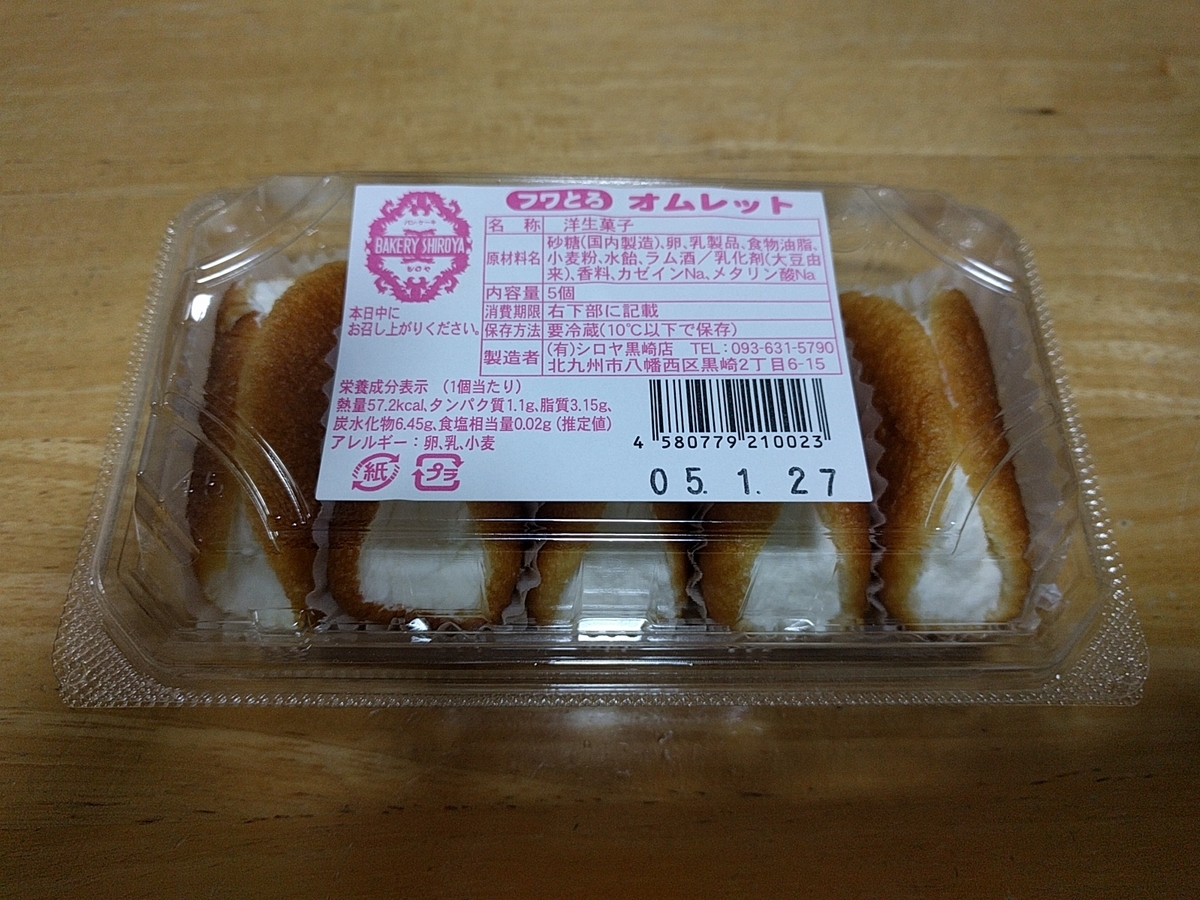 フワとろ オムレット
パン・ケーキ
BAKERY SHIROYA
シロヤ
本日中に
お召し上がりください。
名 称 洋生菓子
原材料名 砂糖(国内製造)、卵、乳製品、食物油脂、
小麦粉、水飴、ラム酒/乳化剤(大豆由
来)、香料、カゼインNa、メタリン酸Na
内容量 5個
消費期限 右下部に記載
保存方法 要冷蔵(10℃以下で保存)
製造者 (有)シロヤ黒崎店 TEL:093-631-5790
北九州市八幡西区黒崎2丁目6-15
栄養成分表示 (1個当たり)
熱量57.2kcal、タンパク質1.1g、脂質3.15g、
炭水化物6.45g、食塩相当量0.02g(推定値)
アレルギー:卵、乳、小麦
紙 プラ
4 580779 210023
05. 1. 27